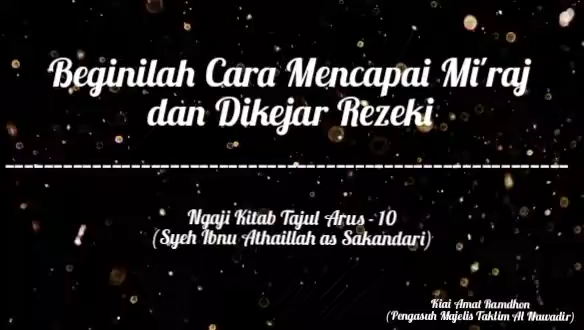 Beginilah Cara Mencapai Mi'raj
dan Dikejar Rezeki
Ngaji Kitab Tajul Arus - 10
(Syeh Ibnu Athaillah as Sakandari)
Kiai Amat Ramdhon
(Pengasuh Majelis Taklim Al Nawadir)